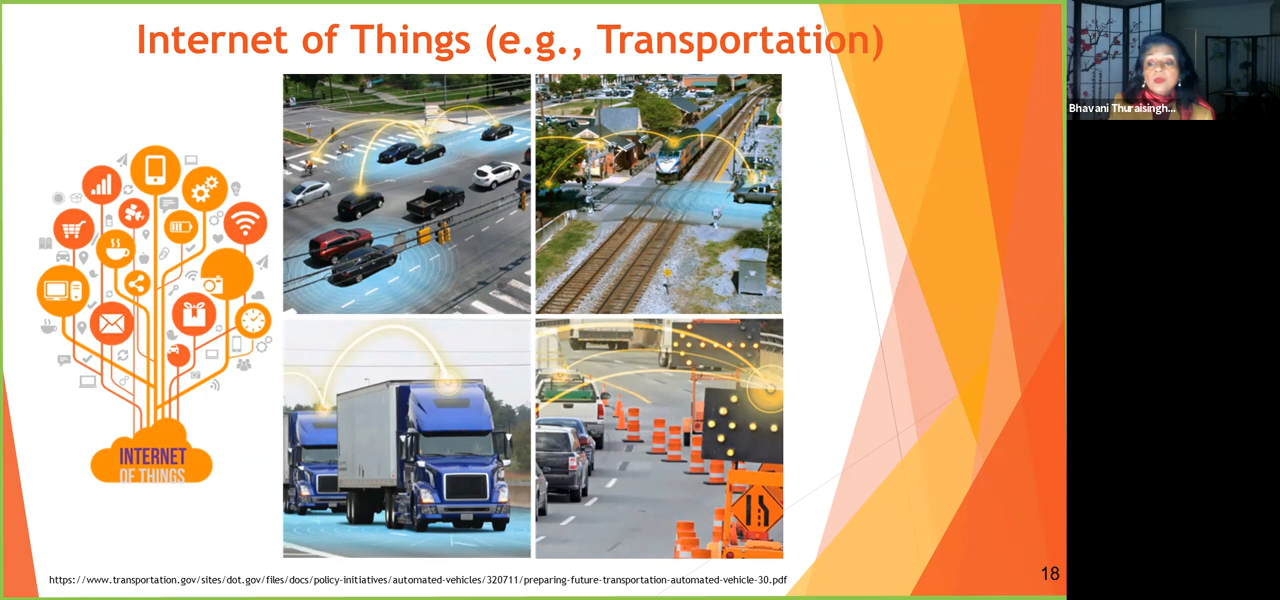 Internet of Things (e.g., Transportation)
Bhavani Thuraisingh...
INTERNET
OF THINGS
https://www.transportation.gov/sites/dot.gov/files/docs/policy-initiatives/automated-vehicles/320711/preparing-future-transportation-automated-vehicle-30.pdf
18